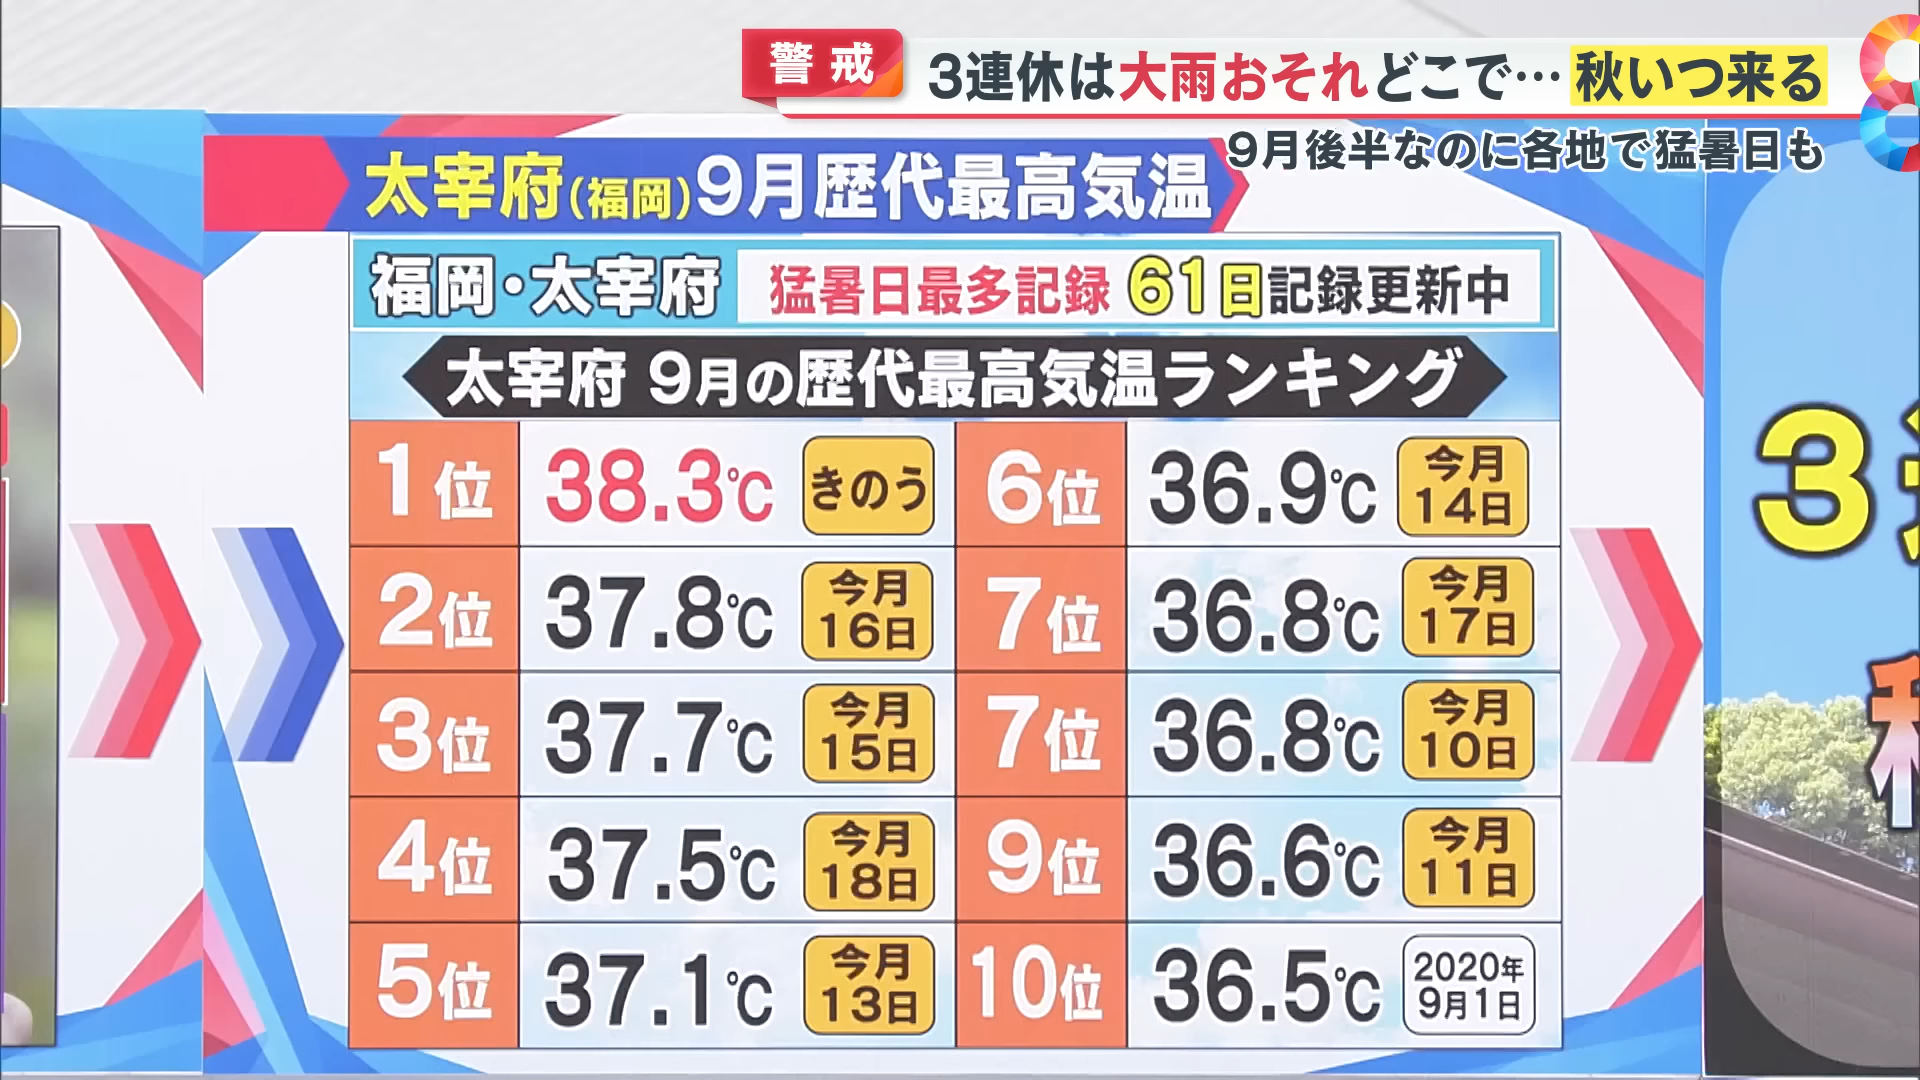 警戒
3連休は大雨おそれどこで…秋いつ来る
9月後半なのに各地で猛暑日も
太宰府(福岡)9月歴代最高気温
福岡・太宰府 猛暑日最多記録 61日記録更新中
太宰府 9月の歴代最高気温ランキング
1位 38.3℃ きのう
2位 37.8℃ 今月16日
3位 37.7℃ 今月15日
4位 37.5℃ 今月18日
5位 37.1℃ 今月13日
6位 36.9℃ 今月14日
7位 36.8℃ 今月17日
7位 36.8℃ 今月10日
9位 36.6℃ 今月11日
10位 36.5℃ 2020年9月1日
3